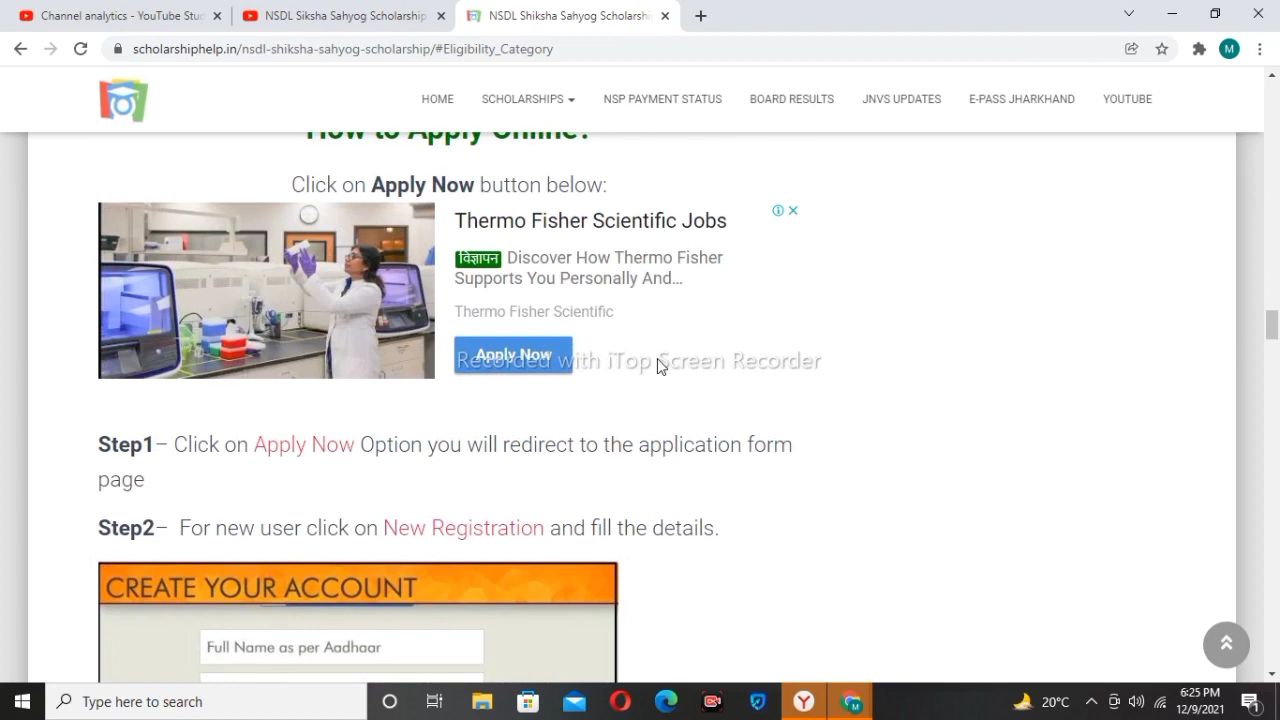 Channel analytics - YouTube Stud
NSDL Siksha Sahyog Scholarship
NSDL Shiksha Sahyog Scholarship
scholarshiphelp.in/nsdl-shiksha-sahyog-scholarship/#Eligibility_Category
M
HOME SCHOLARSHIPS NSP PAYMENT STATUS BOARD RESULTS JNVS UPDATES E-PASS JHARKHAND YOUTUBE
How to Apply Online?
Click on Apply Now button below:
Thermo Fisher Scientific Jobs
विज्ञापन Discover How Thermo Fisher
Supports You Personally And...
Thermo Fisher Scientific
Apply Now
Recorded with iTop Screen Recorder
Step1– Click on Apply Now Option you will redirect to the application form
page
Step2– For new user click on New Registration and fill the details.
CREATE YOUR ACCOUNT
Full Name as per Aadhaar
Type here to search
20°C
6:25 PM
12/9/2021
1